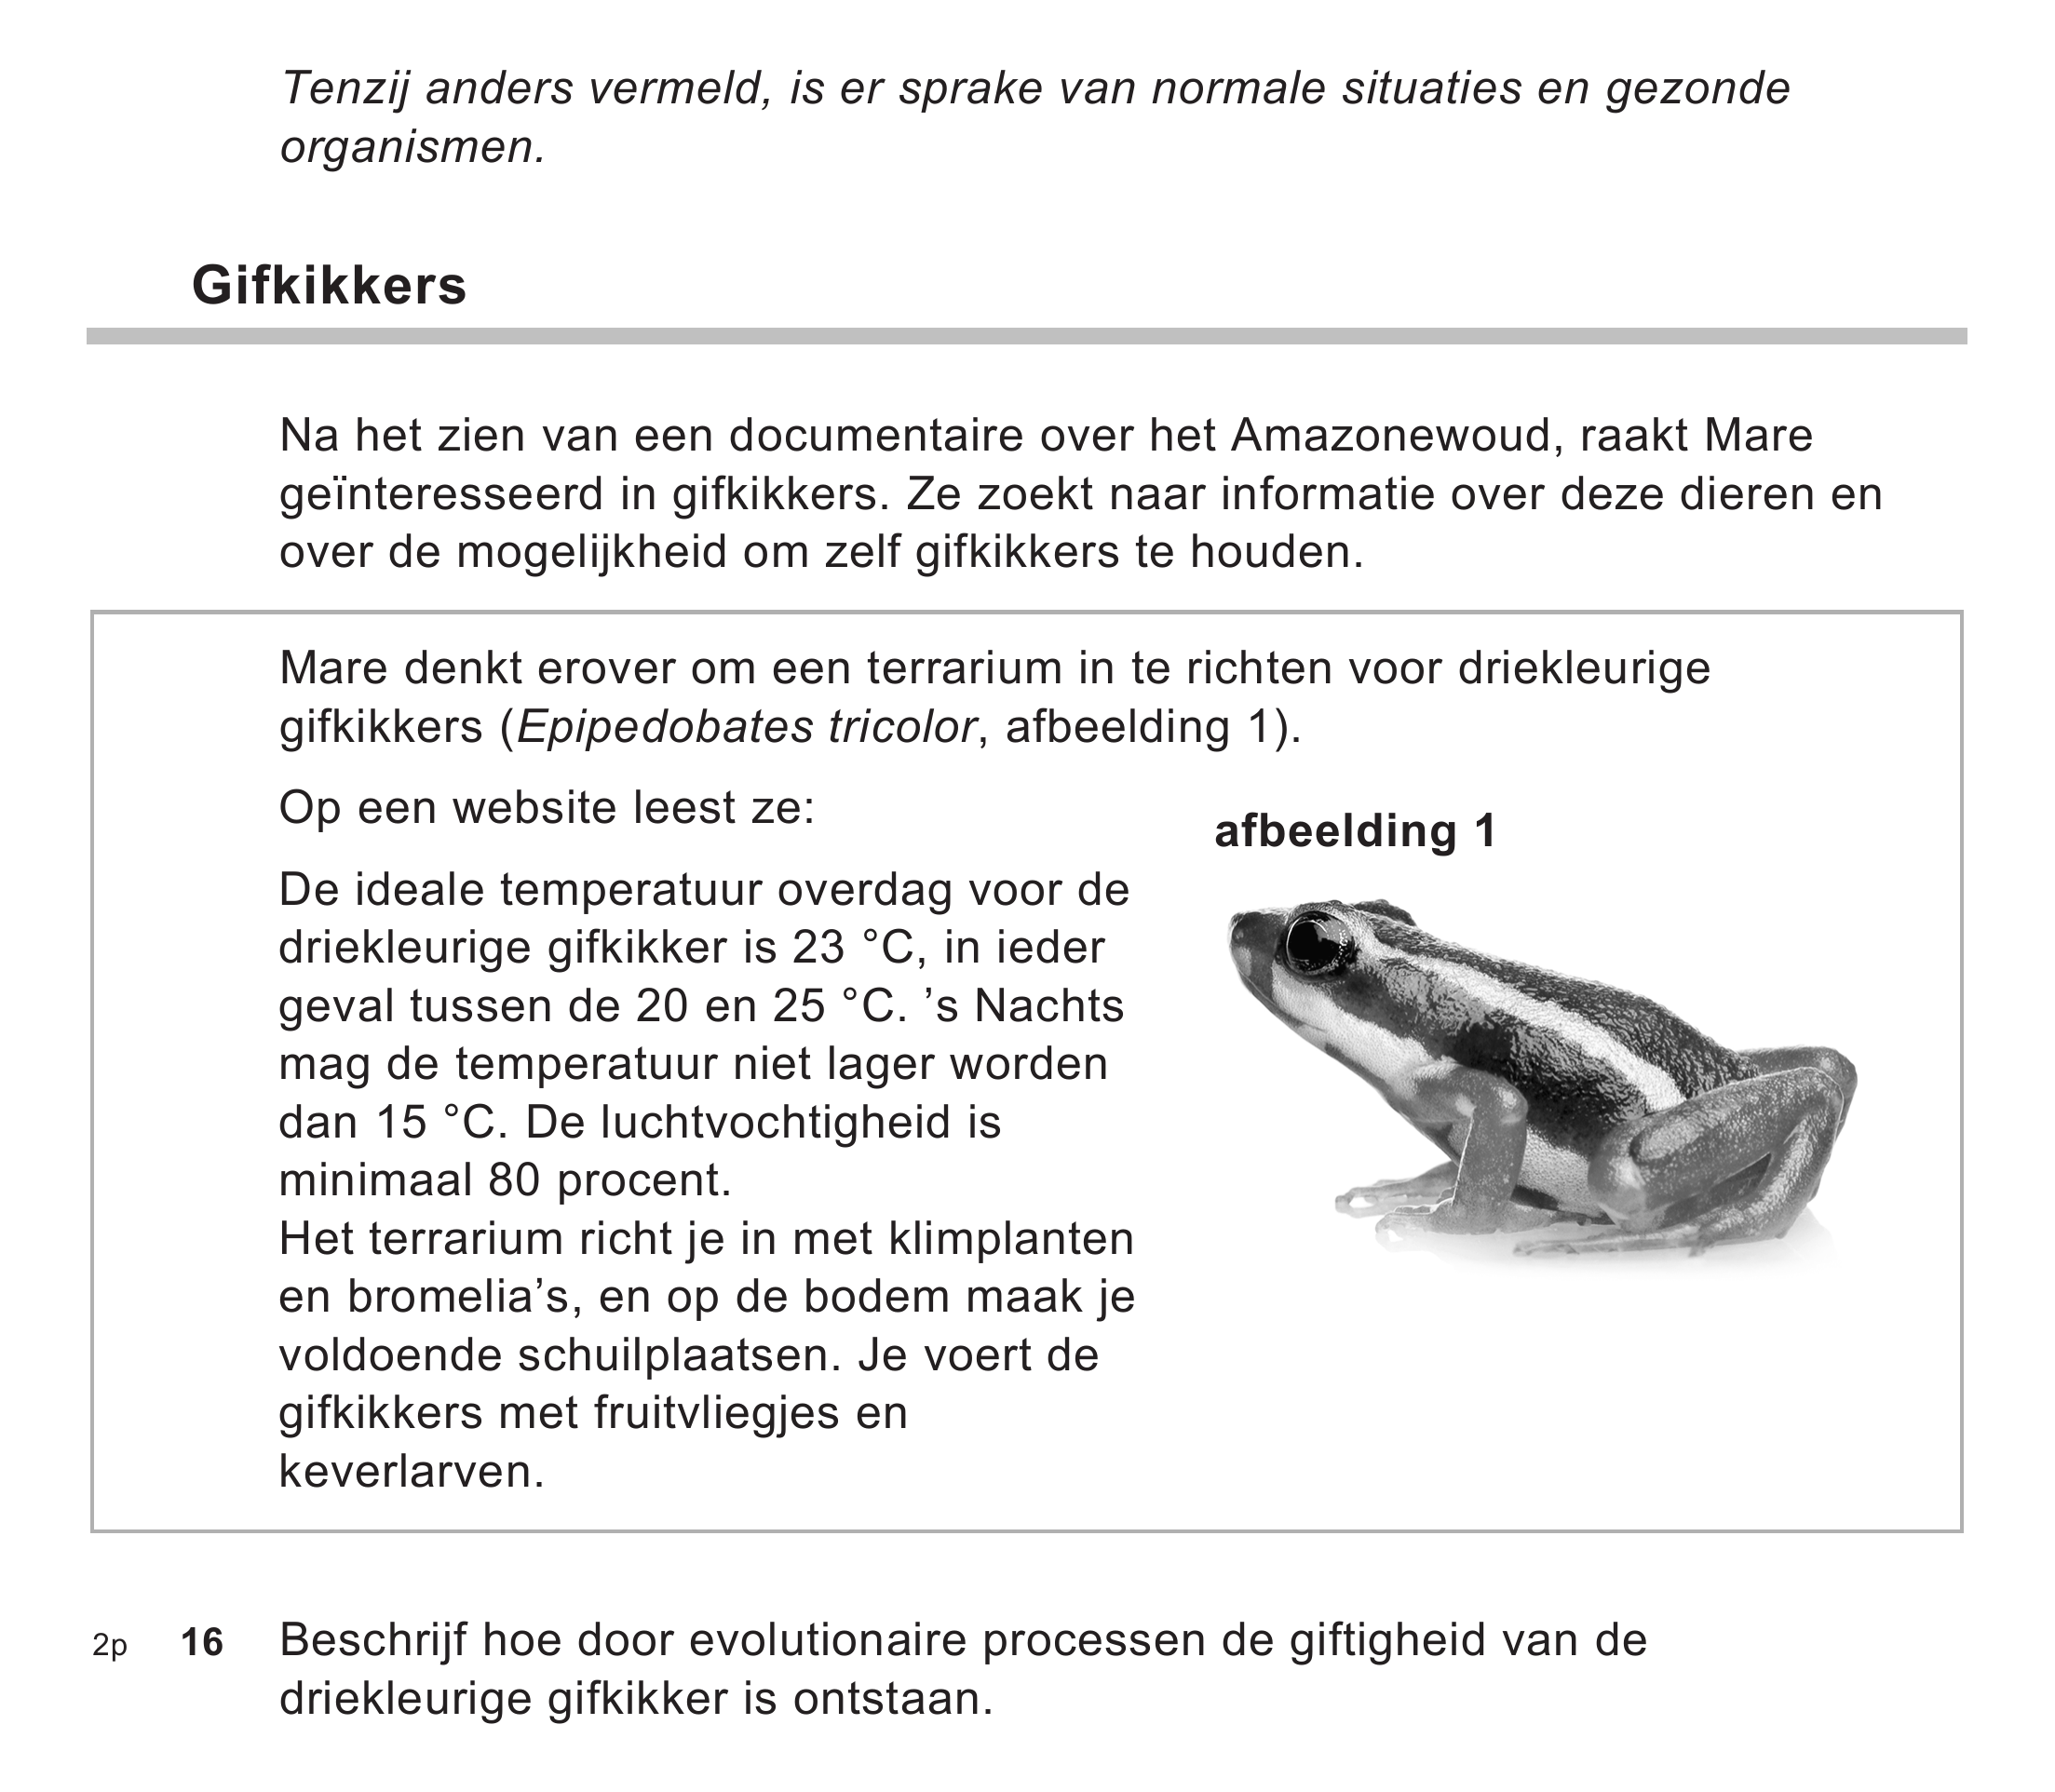 Tenzij anders vermeld, is er sprake van normale situaties en gezonde
organismen.
Gifkikkers
Na het zien van een documentaire over het Amazonewoud, raakt Mare
geïnteresseerd in gifkikkers. Ze zoekt naar informatie over deze dieren en
over de mogelijkheid om zelf gifkikkers te houden.
Mare denkt erover om een terrarium in te richten voor driekleurige
gifkikkers (Epipedobates tricolor, afbeelding 1).
Op een website leest ze:
De ideale temperatuur overdag voor de
driekleurige gifkikker is 23 °C, in ieder
geval tussen de 20 en 25 °C. ’s Nachts
mag de temperatuur niet lager worden
dan 15 °C. De luchtvochtigheid is
minimaal 80 procent.
Het terrarium richt je in met klimplanten
en bromelia’s, en op de bodem maak je
voldoende schuilplaatsen. Je voert de
gifkikkers met fruitvliegjes en
keverlarven.
afbeelding 1
2p 16 Beschrijf hoe door evolutionaire processen de giftigheid van de
driekleurige gifkikker is ontstaan.